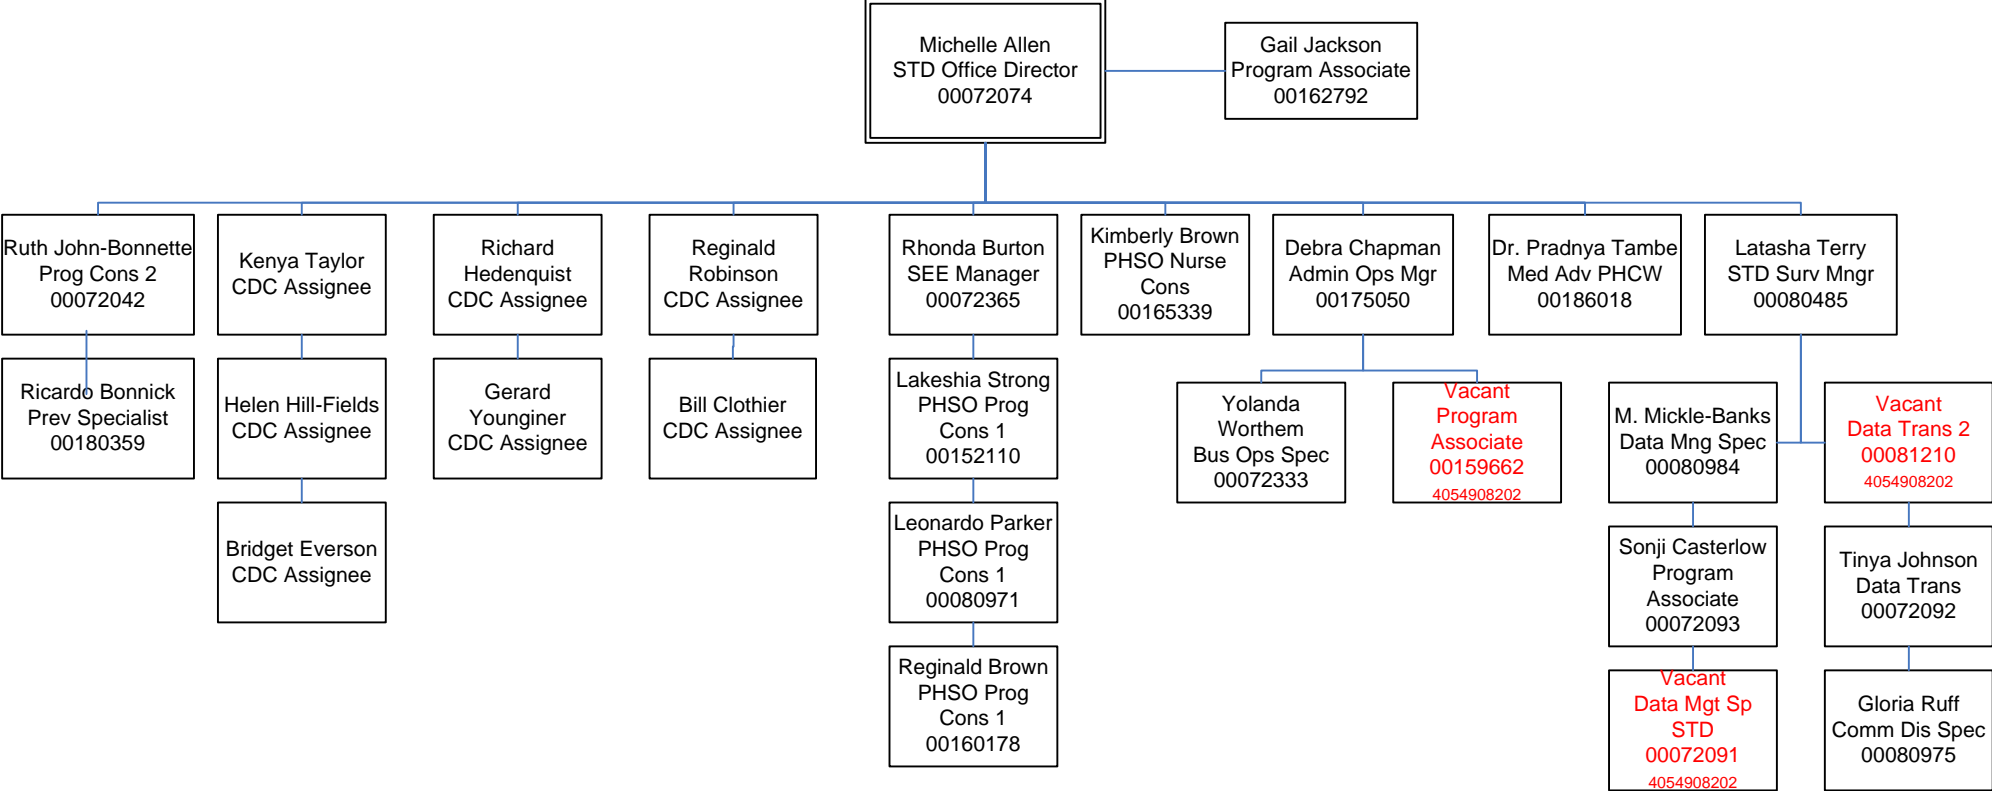 Michelle Allen
STD Office Director
00072074
Gail Jackson
Program Associate
00162792
Ruth John-Bonnette
Prog Cons 2
00072042
Kenya Taylor
CDC Assignee
Richard
Hedenquist
CDC Assignee
Reginald
Robinson
CDC Assignee
Rhonda Burton
SEE Manager
00072365
Kimberly Brown
PHSO Nurse
Cons
00165339
Debra Chapman
Admin Ops Mgr
00175050
Dr. Pradnya Tambe
Med Adv PHCW
00186018
Latasha Terry
STD Surv Mngr
00080485
Ricardo Bonnick
Prev Specialist
00180359
Helen Hill-Fields
CDC Assignee
Gerard
Younginer
CDC Assignee
Bill Clothier
CDC Assignee
Lakeshia Strong
PHSO Prog
Cons 1
00152110
Yolanda
Worthem
Bus Ops Spec
00072333
Vacant
Program
Associate
00159662
4054908202
M. Mickle-Banks
Data Mng Spec
00080984
Vacant
Data Trans 2
00081210
4054908202
Bridget Everson
CDC Assignee
Leonardo Parker
PHSO Prog
Cons 1
00080971
Sonji Casterlow
Program
Associate
00072093
Tinya Johnson
Data Trans
00072092
Reginald Brown
PHSO Prog
Cons 1
00160178
Vacant
Data Mgt Sp
STD
00072091
4054908202
Gloria Ruff
Comm Dis Spec
00080975